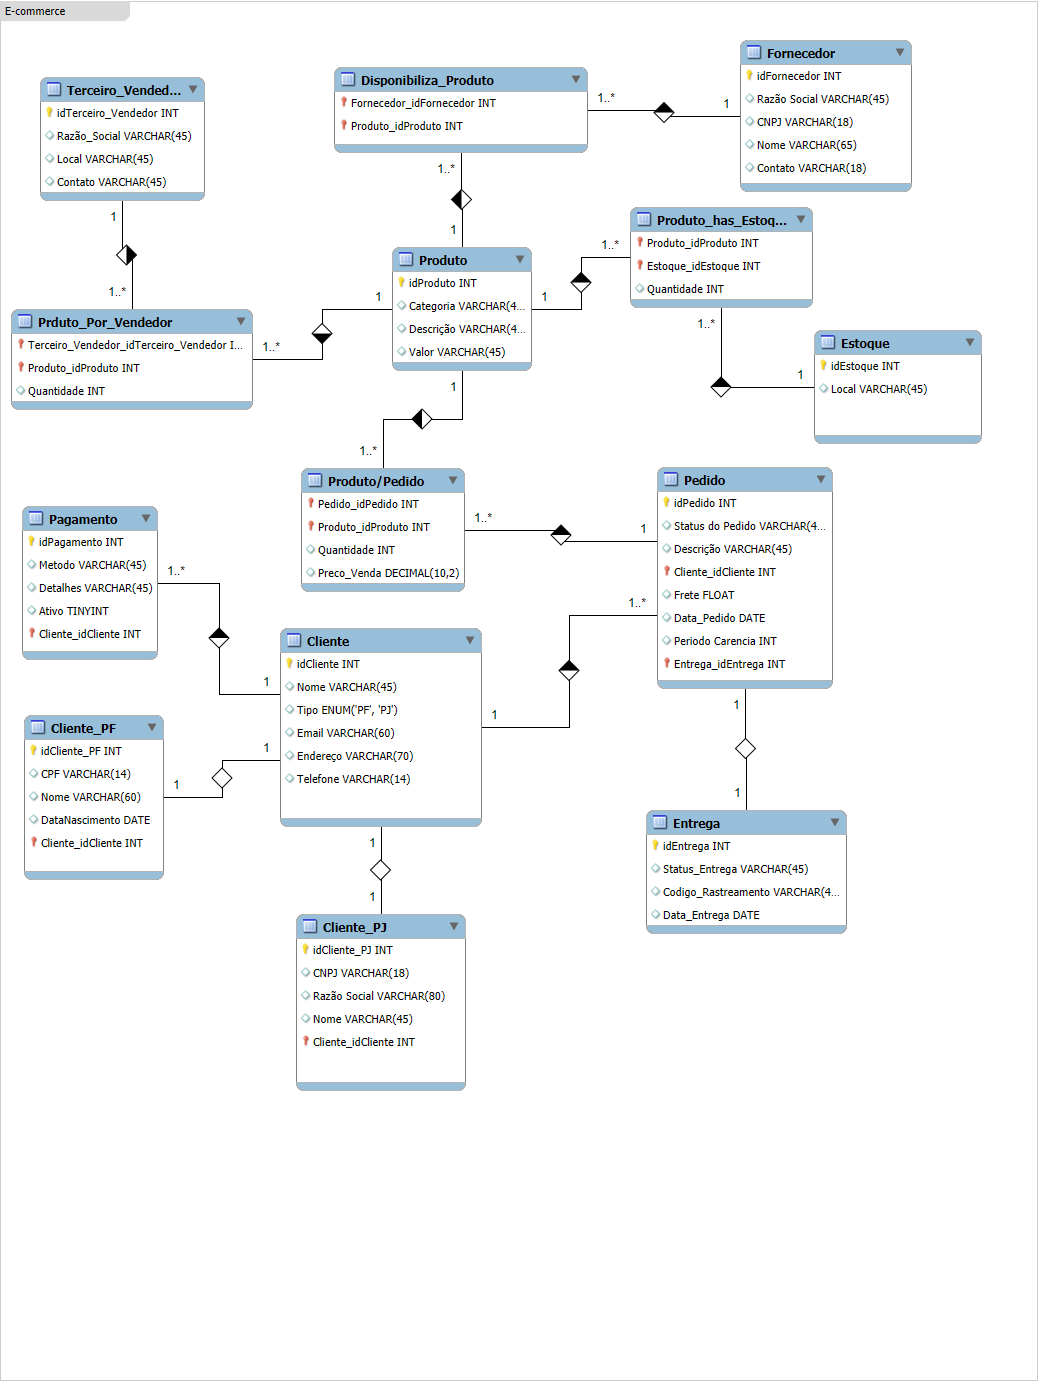 E-commerce
Terceiro_Vended...
idTerceiro_Vendedor INT
Razão_Social VARCHAR(45)
Local VARCHAR(45)
Contato VARCHAR(45)
Disponibiliza_Produto
Fornecedor_idFornecedor INT
Produto_idProduto INT
Fornecedor
idFornecedor INT
Razão Social VARCHAR(45)
CNPJ VARCHAR(18)
Nome VARCHAR(65)
Contato VARCHAR(18)
1..*
1
1..*
1
1
1..*
Produto_has_Estoq...
Produto_idProduto INT
Estoque_idEstoque INT
Quantidade INT
Produto
idProduto INT
Categoria VARCHAR(4...
Descrição VARCHAR(4...
Valor VARCHAR(45)
1
1..*
1
1..*
Prduto_Por_Vendedor
Terceiro_Vendedor_idTerceiro_Vendedor I...
Produto_idProduto INT
Quantidade INT
1..*
1
Estoque
idEstoque INT
Local VARCHAR(45)
1
1..*
Produto/Pedido
Pedido_idPedido INT
Produto_idProduto INT
Quantidade INT
Preco_Venda DECIMAL(10,2)
1..*
1
Pedido
idPedido INT
Status do Pedido VARCHAR(4...
Descrição VARCHAR(45)
Cliente_idCliente INT
Frete FLOAT
Data_Pedido DATE
Periodo Carencia INT
Entrega_idEntrega INT
Pagamento
idPagamento INT
Metodo VARCHAR(45)
Detalhes VARCHAR(45)
Ativo TINYINT
Cliente_idCliente INT
1..*
1
1..*
1
Cliente
idCliente INT
Nome VARCHAR(45)
Tipo ENUM('PF', 'PJ')
Email VARCHAR(60)
Endereço VARCHAR(70)
Telefone VARCHAR(14)
Cliente_PF
idCliente_PF INT
CPF VARCHAR(14)
Nome VARCHAR(60)
DataNascimento DATE
Cliente_idCliente INT
1
1
1
1
Entrega
idEntrega INT
Status_Entrega VARCHAR(45)
Codigo_Rastreamento VARCHAR(4...
Data_Entrega DATE
1
1
Cliente_PJ
idCliente_PJ INT
CNPJ VARCHAR(18)
Razão Social VARCHAR(80)
Nome VARCHAR(45)
Cliente_idCliente INT